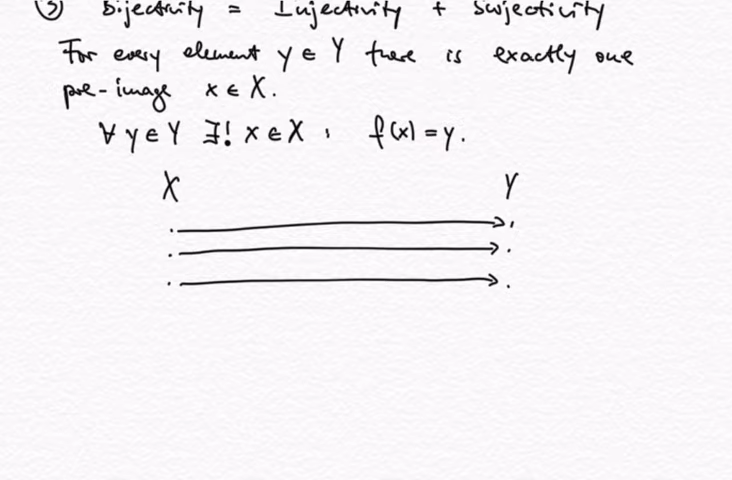 ③ Bijectivity = Injectivity + Surjectivity
For every element y ∈ Y there is exactly one
pre-image x ∈ X.
∀ y ∈ Y ∃! x ∈ X : f(x) = y.
X Y